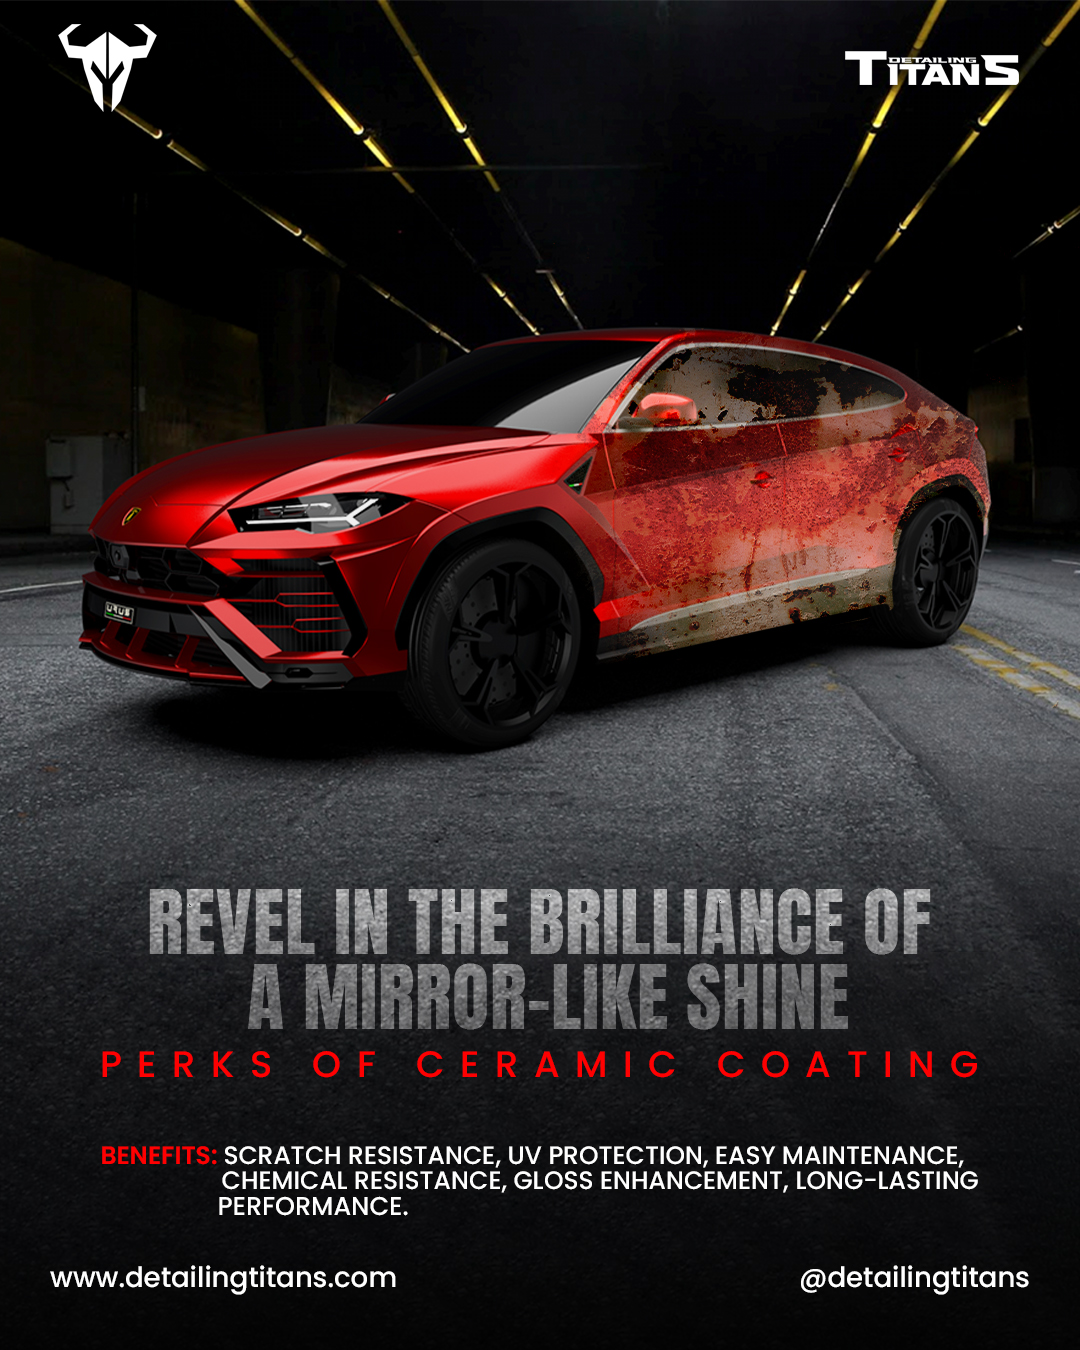 DETAILING
TITANS
URUS
REVEL IN THE BRILLIANCE OF
A MIRROR-LIKE SHINE
PERKS OF CERAMIC COATING
BENEFITS: SCRATCH RESISTANCE, UV PROTECTION, EASY MAINTENANCE,
CHEMICAL RESISTANCE, GLOSS ENHANCEMENT, LONG-LASTING
PERFORMANCE.
www.detailingtitans.com
@detailingtitans